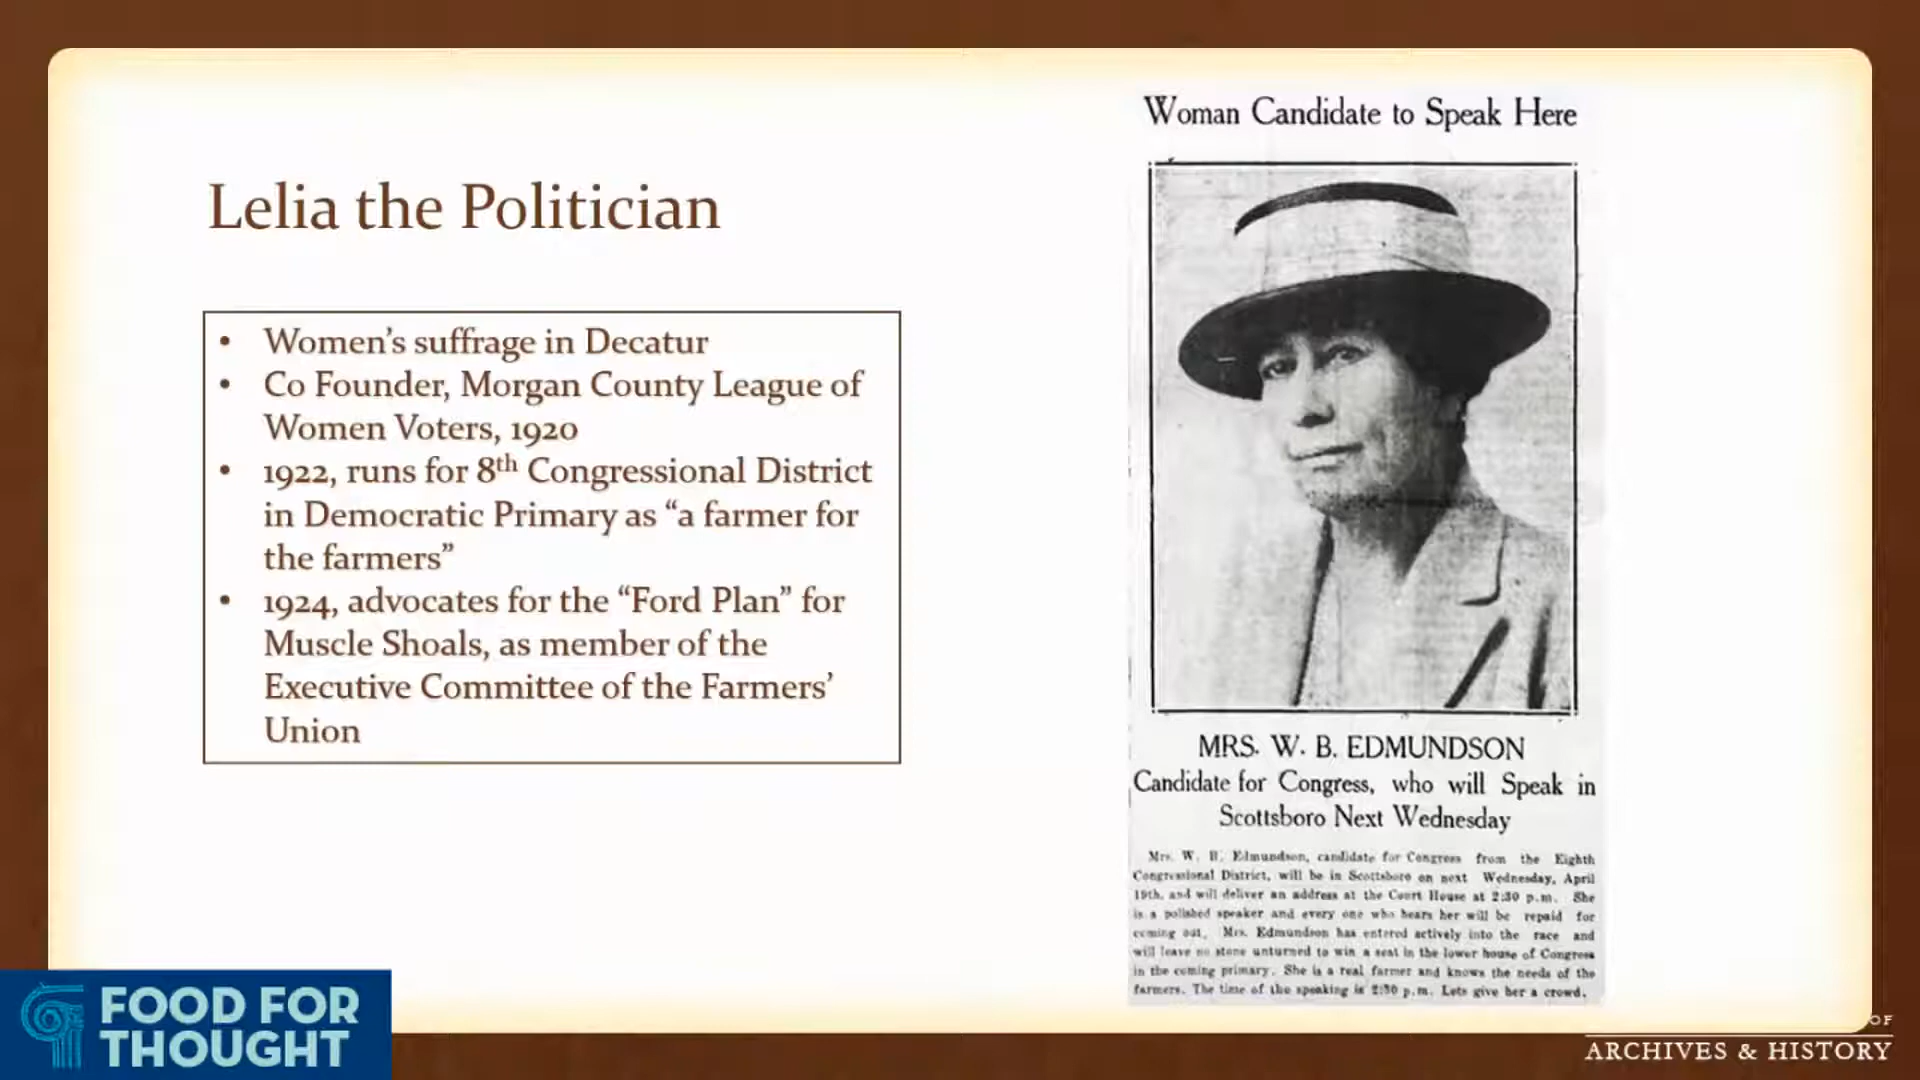 Lelia the Politician
• Women's suffrage in Decatur
• Co Founder, Morgan County League of
Women Voters, 1920
• 1922, runs for 8th Congressional District
in Democratic Primary as “a farmer for
the farmers”
• 1924, advocates for the “Ford Plan” for
Muscle Shoals, as member of the
Executive Committee of the Farmers’
Union
Woman Candidate to Speak Here
MRS. W. B. EDMUNDSON
Candidate for Congress, who will Speak in
Scottsboro Next Wednesday
Mrs. W. B. Edmundson, candidate for Congress from the Eighth
Congressional District, will be in Scottsboro on next Wednesday, April
19th, and will deliver an address at the Court House at 2:30 p.m. She
is a polished speaker and every one who hears her will be repaid for
coming out. Mrs. Edmundson has entered actively into the race and
will leave no stone unturned to win a seat in the lower house of Congress
in the coming primary. She is a real farmer and knows the needs of the
farmers. The time of the speaking is 2:30 p.m. Lets give her a crowd.
FOOD FOR
THOUGHT
OF
ARCHIVES & HISTORY